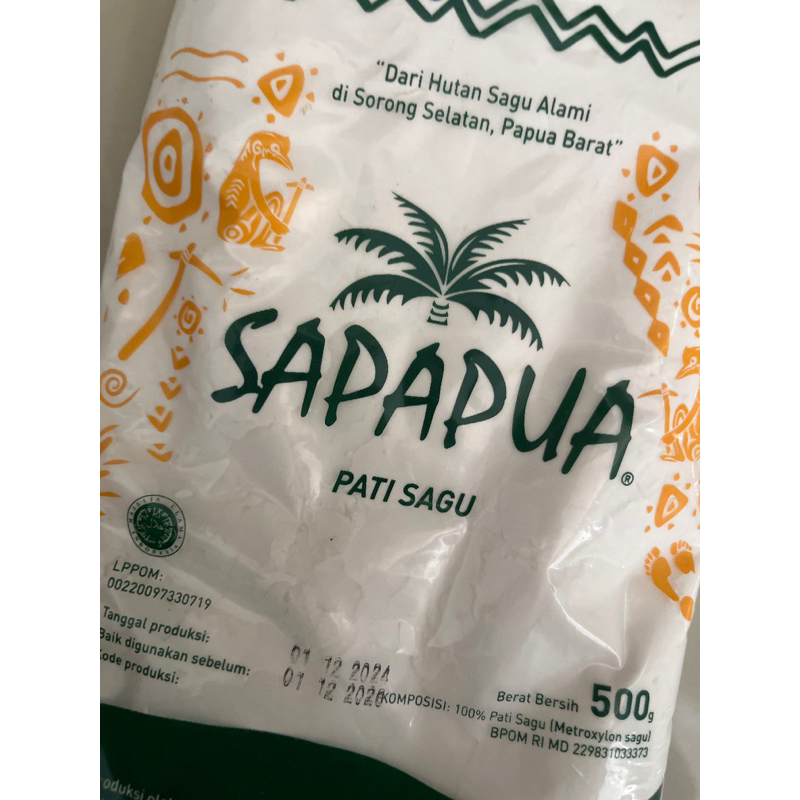 "Dari Hutan Sagu Alami
di Sorong Selatan, Papua Barat"
SAPAPUA®
PATI SAGU
LPPOM:
00220097330719
Tanggal produksi: 01 12 2024
Baik digunakan sebelum: 01 12 2026
Kode produksi:
Berat Bersih 500g
KOMPOSISI: 100% Pati Sagu (Metroxylon sagu)
BPOM RI MD 229831033373